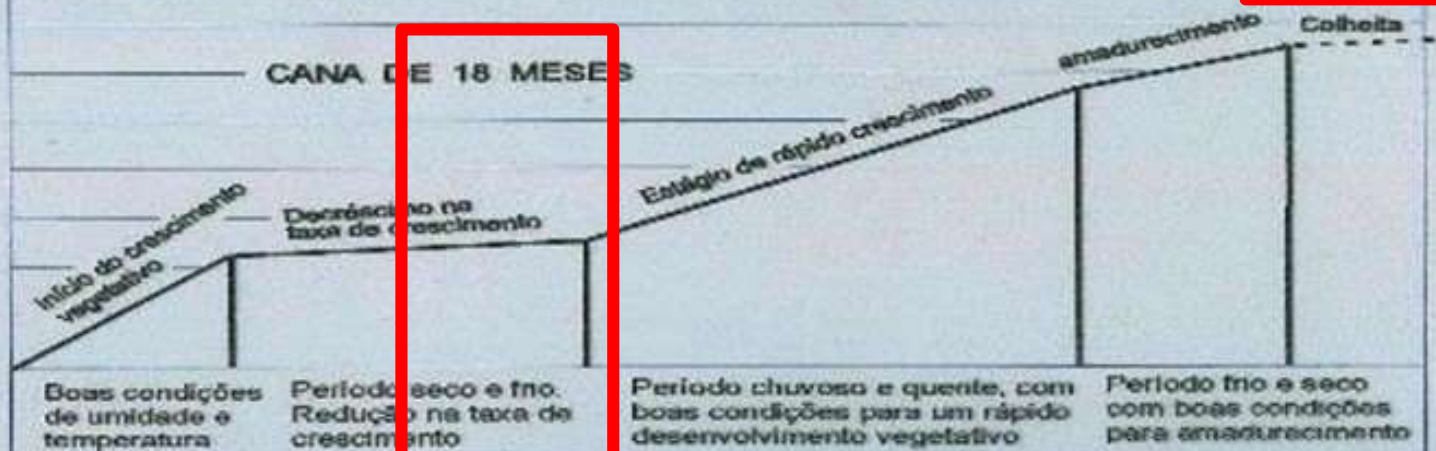 CANA DE 18 MESES
Início do crescimento
vegetativo
Decréscimo na
taxa de crescimento
Estágio de rápido crescimento
amadurecimento
Colheita
Boas condições
de umidade e
temperatura
Período seco e frio.
Redução na taxa de
crescimento
Período chuvoso e quente, com
boas condições para um rápido
desenvolvimento vegetativo
Período frio e seco
com boas condições
para amadurecimento